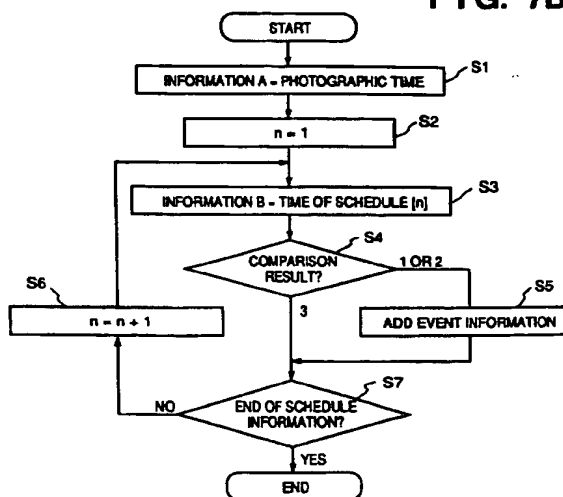 FIG. 7B
START
INFORMATION A - PHOTOGRAPHIC TIME
S1
n = 1
S2
INFORMATION B - TIME OF SCHEDULE [n]
S3
S4
COMPARISON
RESULT?
1 OR 2
S6
S5
n = n + 1
3
ADD EVENT INFORMATION
S7
NO
END OF SCHEDULE
INFORMATION?
YES
END